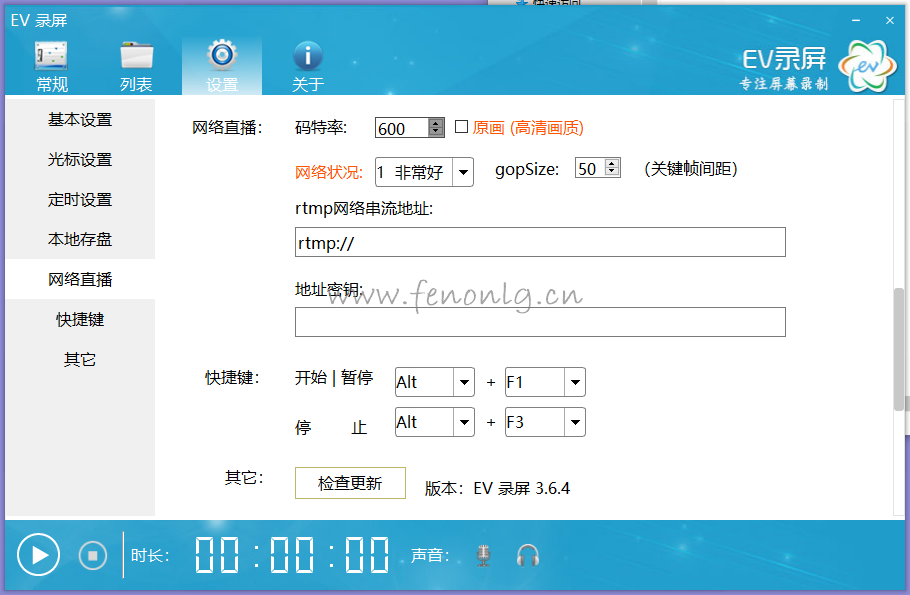 快速访问
EV 录屏
常规
列表
设置
关于
EV录屏
专注屏幕录制
ev
基本设置
光标设置
定时设置
本地存盘
网络直播
快捷键
其它
网络直播：
码特率:
600
原画 (高清画质)
网络状况:
1 非常好
gopSize:
50
（关键帧间距）
rtmp网络串流地址:
rtmp://
地址密钥:
www.fenonlg.cn
快捷键：
开始 | 暂停
Alt
+
F1
停 止
Alt
+
F3
其它：
检查更新
版本：EV 录屏 3.6.4
时长：
00:00:00
声音：